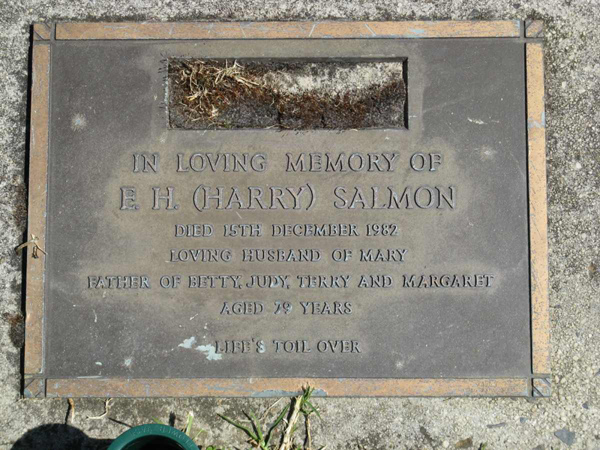 IN LOVING MEMORY OF
E. H. (HARRY) SALMON
DIED 15TH DECEMBER 1982
LOVING HUSBAND OF MARY
FATHER OF BETTY, JUDY, TERRY AND MARGARET
AGED 79 YEARS
LIFE'S TOIL OVER